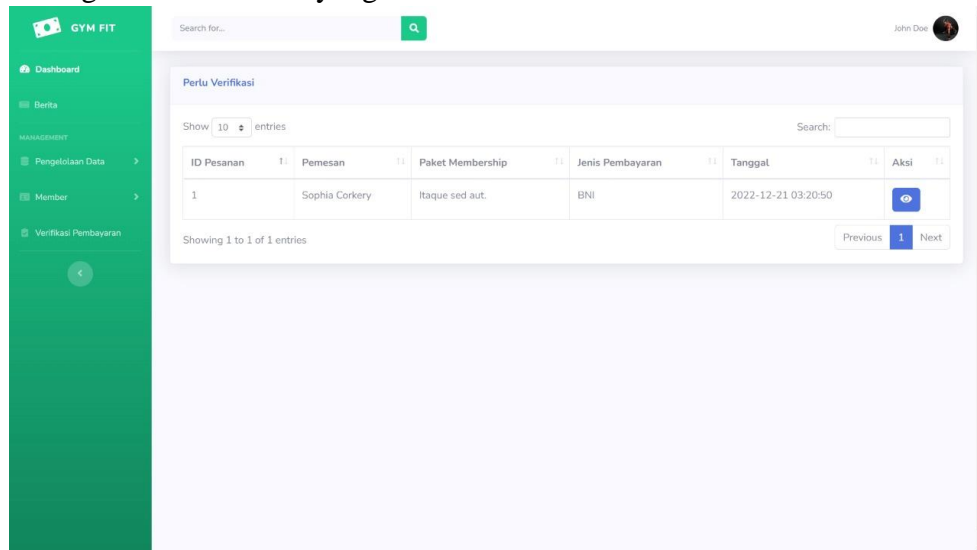 GYM FIT
Search for...
John Doe
Dashboard
Perlu Verifikasi
Berita
Show 10 entries
Search:
MANAGEMENT
Pengelolaan Data
ID Pesanan Pemesan Paket Membership Jenis Pembayaran Tanggal Aksi
Member
1 Sophia Corkery Itaque sed aut. BNI 2022-12-21 03:20:50
Verifikasi Pembayaran
Showing 1 to 1 of 1 entries
Previous 1 Next